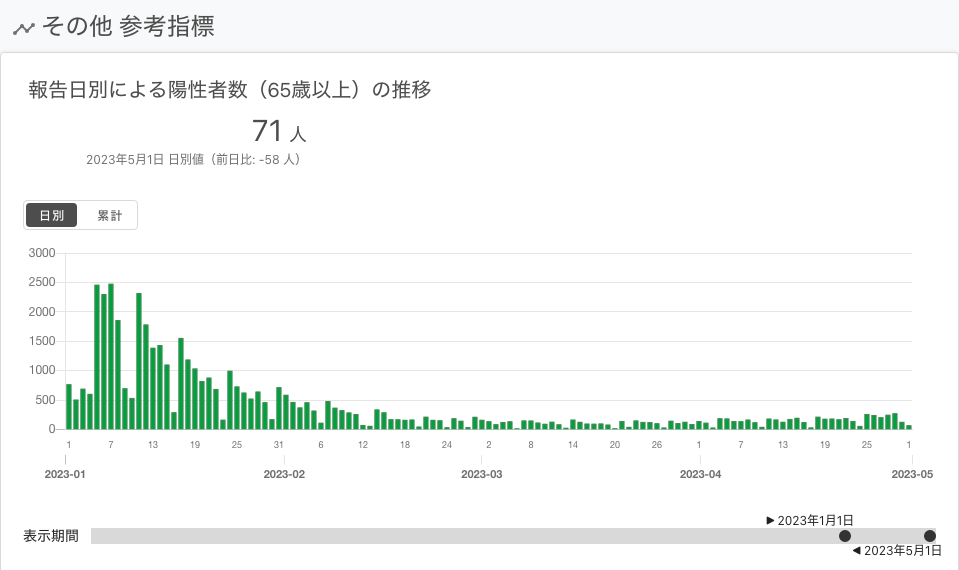 その他 参考指標
報告日別による陽性者数（65歳以上）の推移
71 人
2023年5月1日 日別値（前日比: -58 人）
日別 累計
3000
2500
2000
1500
1000
500
0
1 7 13 19 25 31 6 12 18 24 2 8 14 20 26 1 7 13 19 25 1
2023-01 2023-02 2023-03 2023-04 2023-05
▶ 2023年1月1日
表示期間
◀ 2023年5月1日